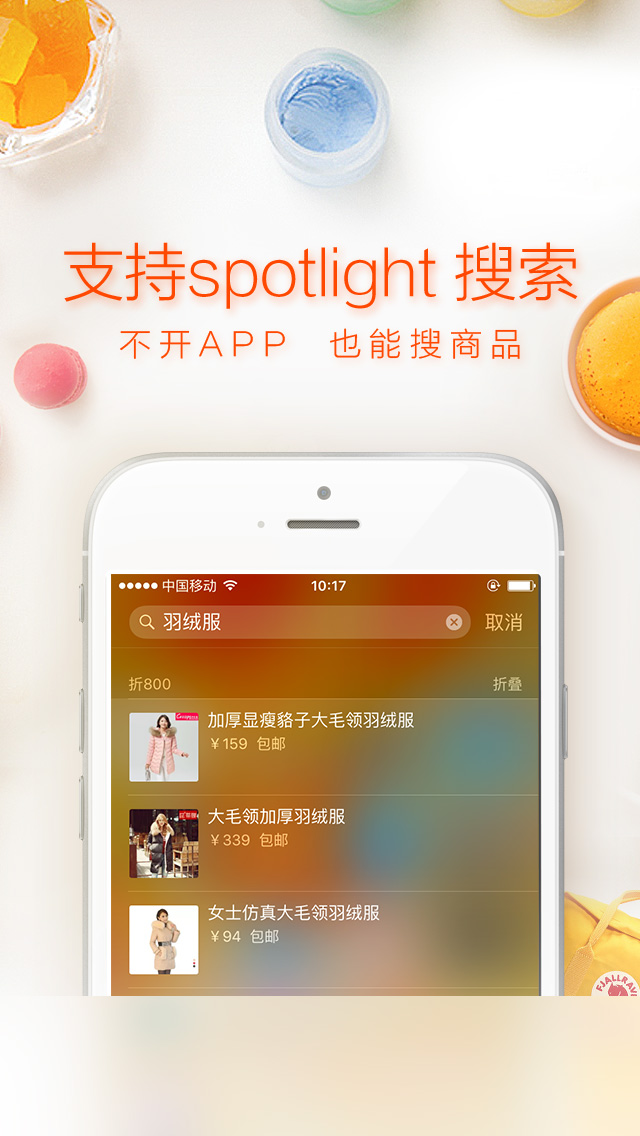 支持spotlight 搜索
不开APP 也能搜商品
中国移动 10:17
羽绒服 取消
折800 折叠
加厚显瘦貉子大毛领羽绒服
￥159 包邮
大毛领加厚羽绒服
￥339 包邮
女士仿真大毛领羽绒服
￥94 包邮